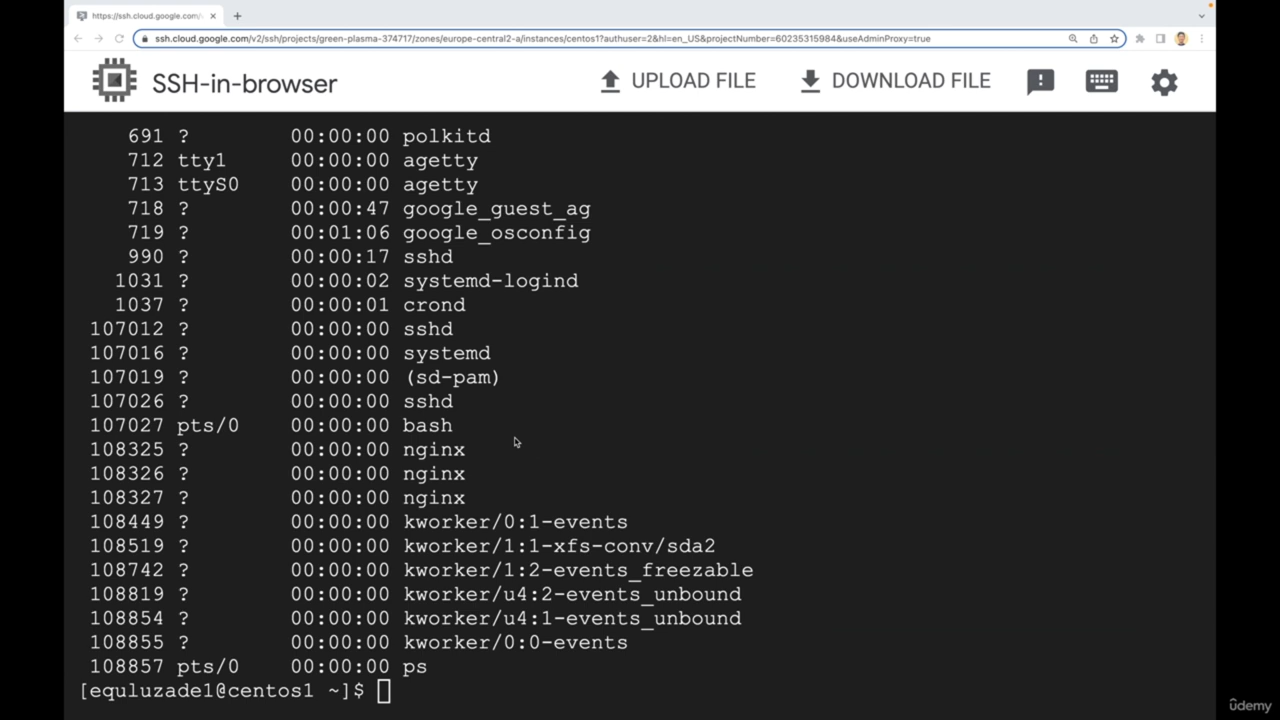 https://ssh.cloud.google.com/
ssh.cloud.google.com/v2/ssh/projects/green-plasma-374717/zones/europe-central2-a/instances/centos1?authuser=2&hl=en_US&projectNumber=60235315984&useAdminProxy=true
SSH-in-browser UPLOAD FILE DOWNLOAD FILE
691 ? 00:00:00 polkitd
712 tty1 00:00:00 agetty
713 ttyS0 00:00:00 agetty
718 ? 00:00:47 google_guest_ag
719 ? 00:01:06 google_osconfig
990 ? 00:00:17 sshd
1031 ? 00:00:02 systemd-logind
1037 ? 00:00:01 crond
107012 ? 00:00:00 sshd
107016 ? 00:00:00 systemd
107019 ? 00:00:00 (sd-pam)
107026 ? 00:00:00 sshd
107027 pts/0 00:00:00 bash
108325 ? 00:00:00 nginx
108326 ? 00:00:00 nginx
108327 ? 00:00:00 nginx
108449 ? 00:00:00 kworker/0:1-events
108519 ? 00:00:00 kworker/1:1-xfs-conv/sda2
108742 ? 00:00:00 kworker/1:2-events_freezable
108819 ? 00:00:00 kworker/u4:2-events_unbound
108854 ? 00:00:00 kworker/u4:1-events_unbound
108855 ? 00:00:00 kworker/0:0-events
108857 pts/0 00:00:00 ps
[equluzade1@centos1 ~]$
ûdemy